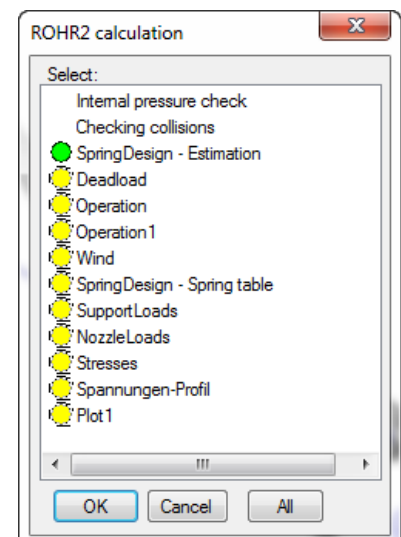 ROHR2 calculation
Select:
Internal pressure check
Checking collisions
SpringDesign - Estimation
Deadload
Operation
Operation1
Wind
SpringDesign - Spring table
SupportLoads
NozzleLoads
Stresses
Spannungen-Profil
Plot1
OK Cancel All